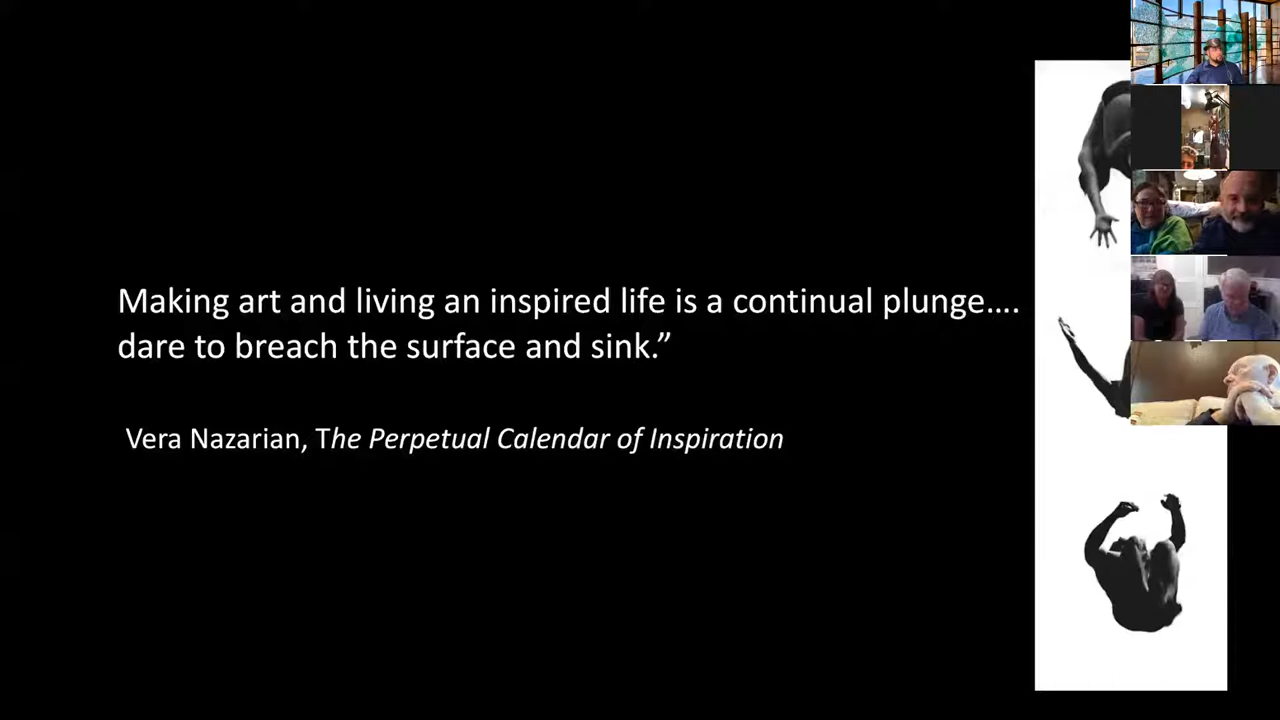 Making art and living an inspired life is a continual plunge....
dare to breach the surface and sink.”
Vera Nazarian, The Perpetual Calendar of Inspiration